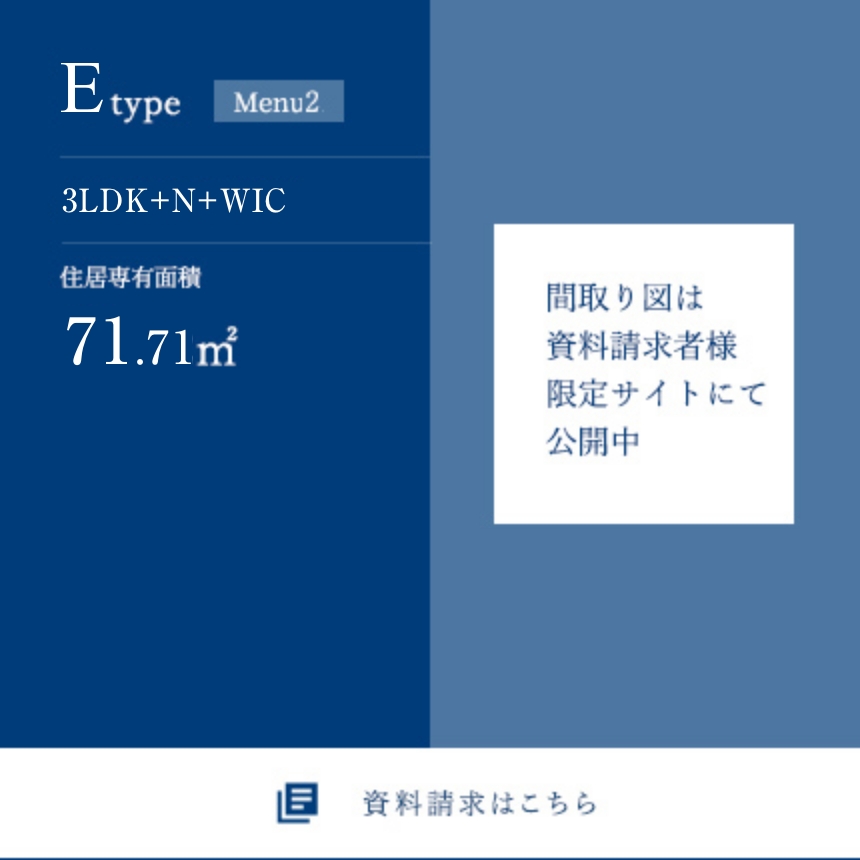 E type Menu2
3LDK+N+WIC
住居専有面積
71.71㎡
間取り図は
資料請求者様
限定サイトにて
公開中
資料請求はこちら